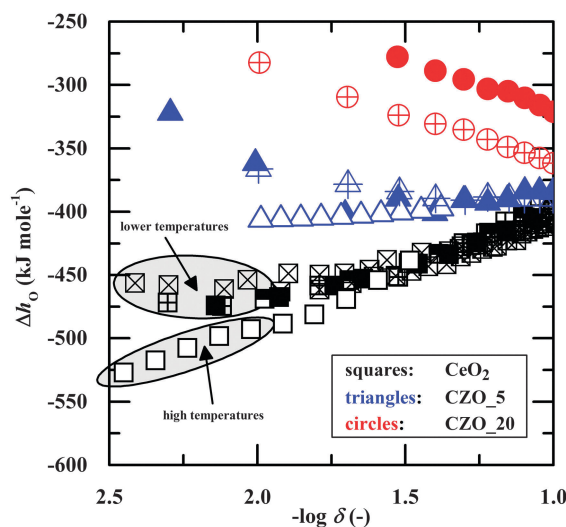 -250
-300
-350
-400
-450
-500
-550
-600
Δh_O (kJ mole⁻¹)
lower temperatures
high temperatures
squares: CeO₂
triangles: CZO_5
circles: CZO_20
2.5 2.0 1.5 1.0
-log δ (-)